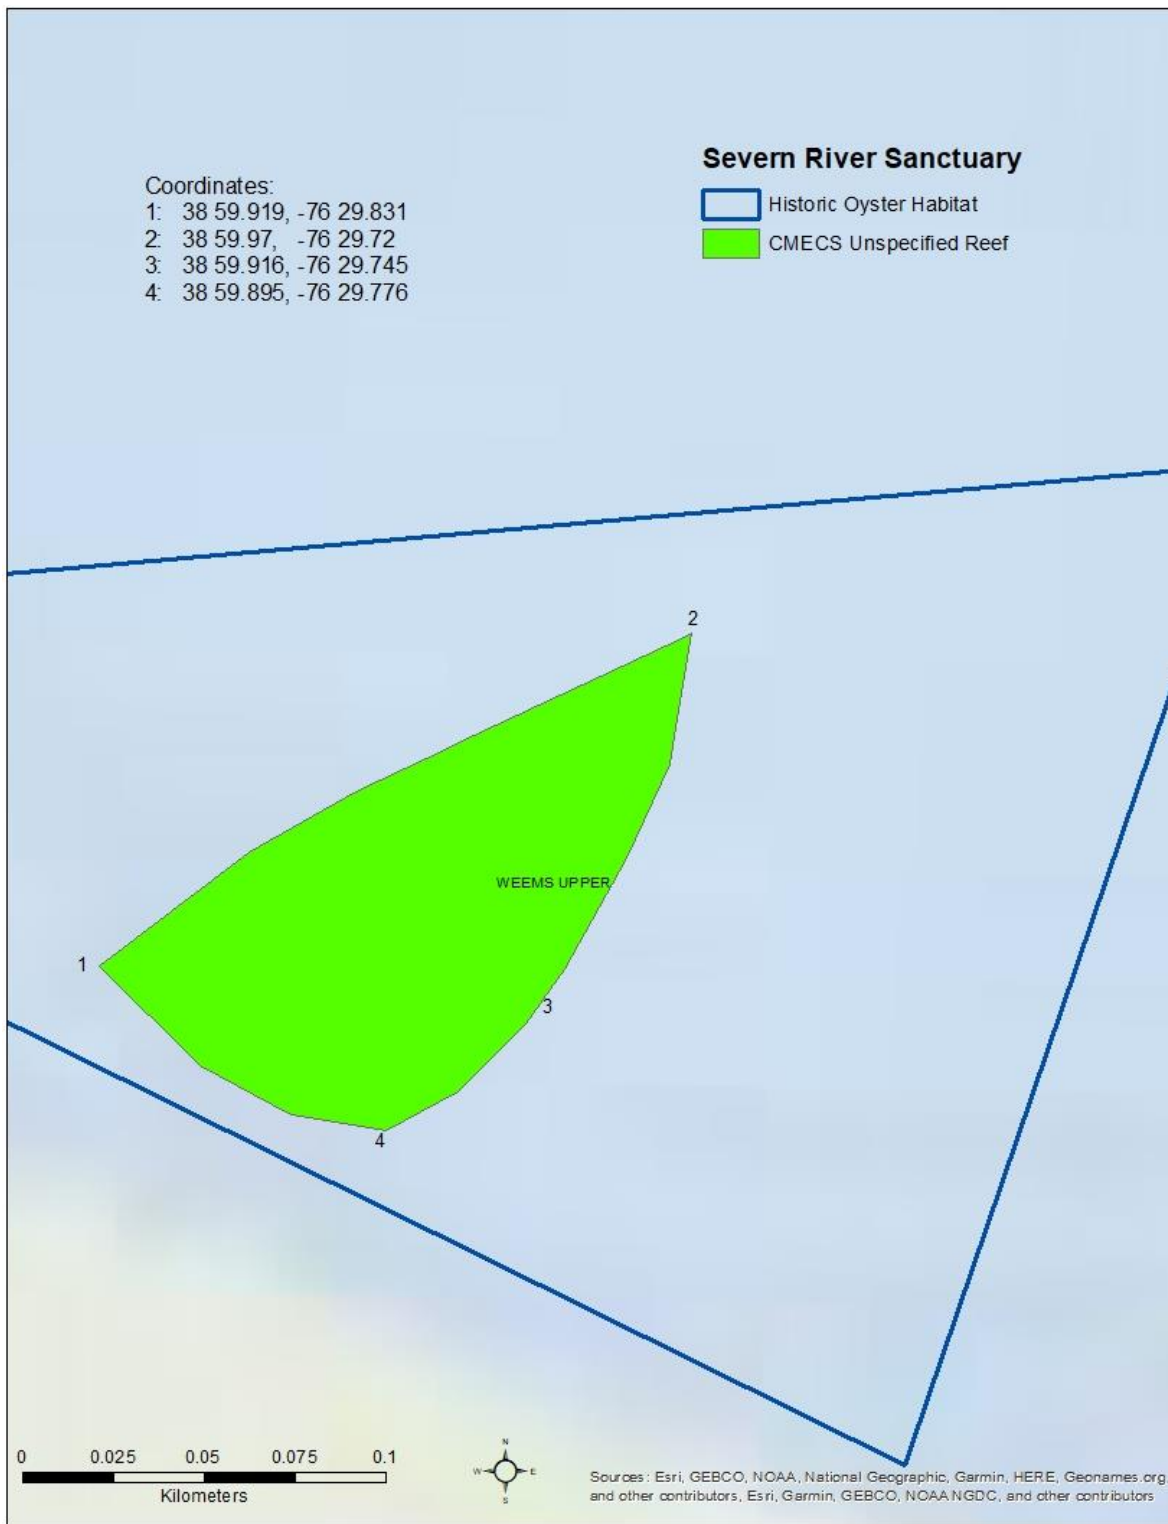 Severn River Sanctuary
Historic Oyster Habitat
CMECS Unspecified Reef
Coordinates:
1: 38 59.919, -76 29.831
2: 38 59.97, -76 29.72
3: 38 59.916, -76 29.745
4: 38 59.895, -76 29.776
2
WEEMS UPPER
1
3
4
0 0.025 0.05 0.075 0.1
Kilometers
N
W E
S
Sources: Esri, GEBCO, NOAA, National Geographic, Garmin, HERE, Geonames.org,
and other contributors, Esri, Garmin, GEBCO, NOAA NGDC, and other contributors